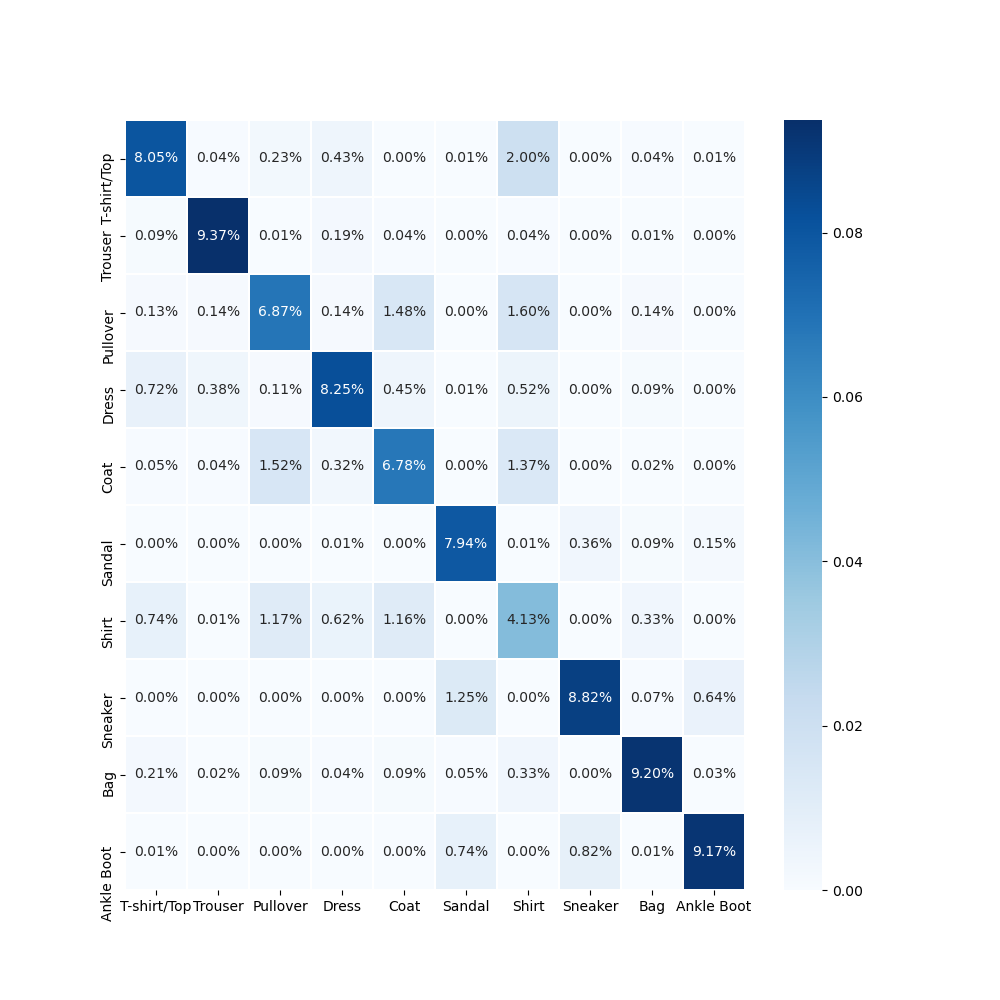 T-shirt/Top 8.05% 0.04% 0.23% 0.43% 0.00% 0.01% 2.00% 0.00% 0.04% 0.01%
Trouser 0.09% 9.37% 0.01% 0.19% 0.04% 0.00% 0.04% 0.00% 0.01% 0.00%
Pullover 0.13% 0.14% 6.87% 0.14% 1.48% 0.00% 1.60% 0.00% 0.14% 0.00%
Dress 0.72% 0.38% 0.11% 8.25% 0.45% 0.01% 0.52% 0.00% 0.09% 0.00%
Coat 0.05% 0.04% 1.52% 0.32% 6.78% 0.00% 1.37% 0.00% 0.02% 0.00%
Sandal 0.00% 0.00% 0.00% 0.01% 0.00% 7.94% 0.01% 0.36% 0.09% 0.15%
Shirt 0.74% 0.01% 1.17% 0.62% 1.16% 0.00% 4.13% 0.00% 0.33% 0.00%
Sneaker 0.00% 0.00% 0.00% 0.00% 0.00% 1.25% 0.00% 8.82% 0.07% 0.64%
Bag 0.21% 0.02% 0.09% 0.04% 0.09% 0.05% 0.33% 0.00% 9.20% 0.03%
Ankle Boot 0.01% 0.00% 0.00% 0.00% 0.00% 0.74% 0.00% 0.82% 0.01% 9.17%
T-shirt/Top Trouser Pullover Dress Coat Sandal Shirt Sneaker Bag Ankle Boot
0.08
0.06
0.04
0.02
0.00